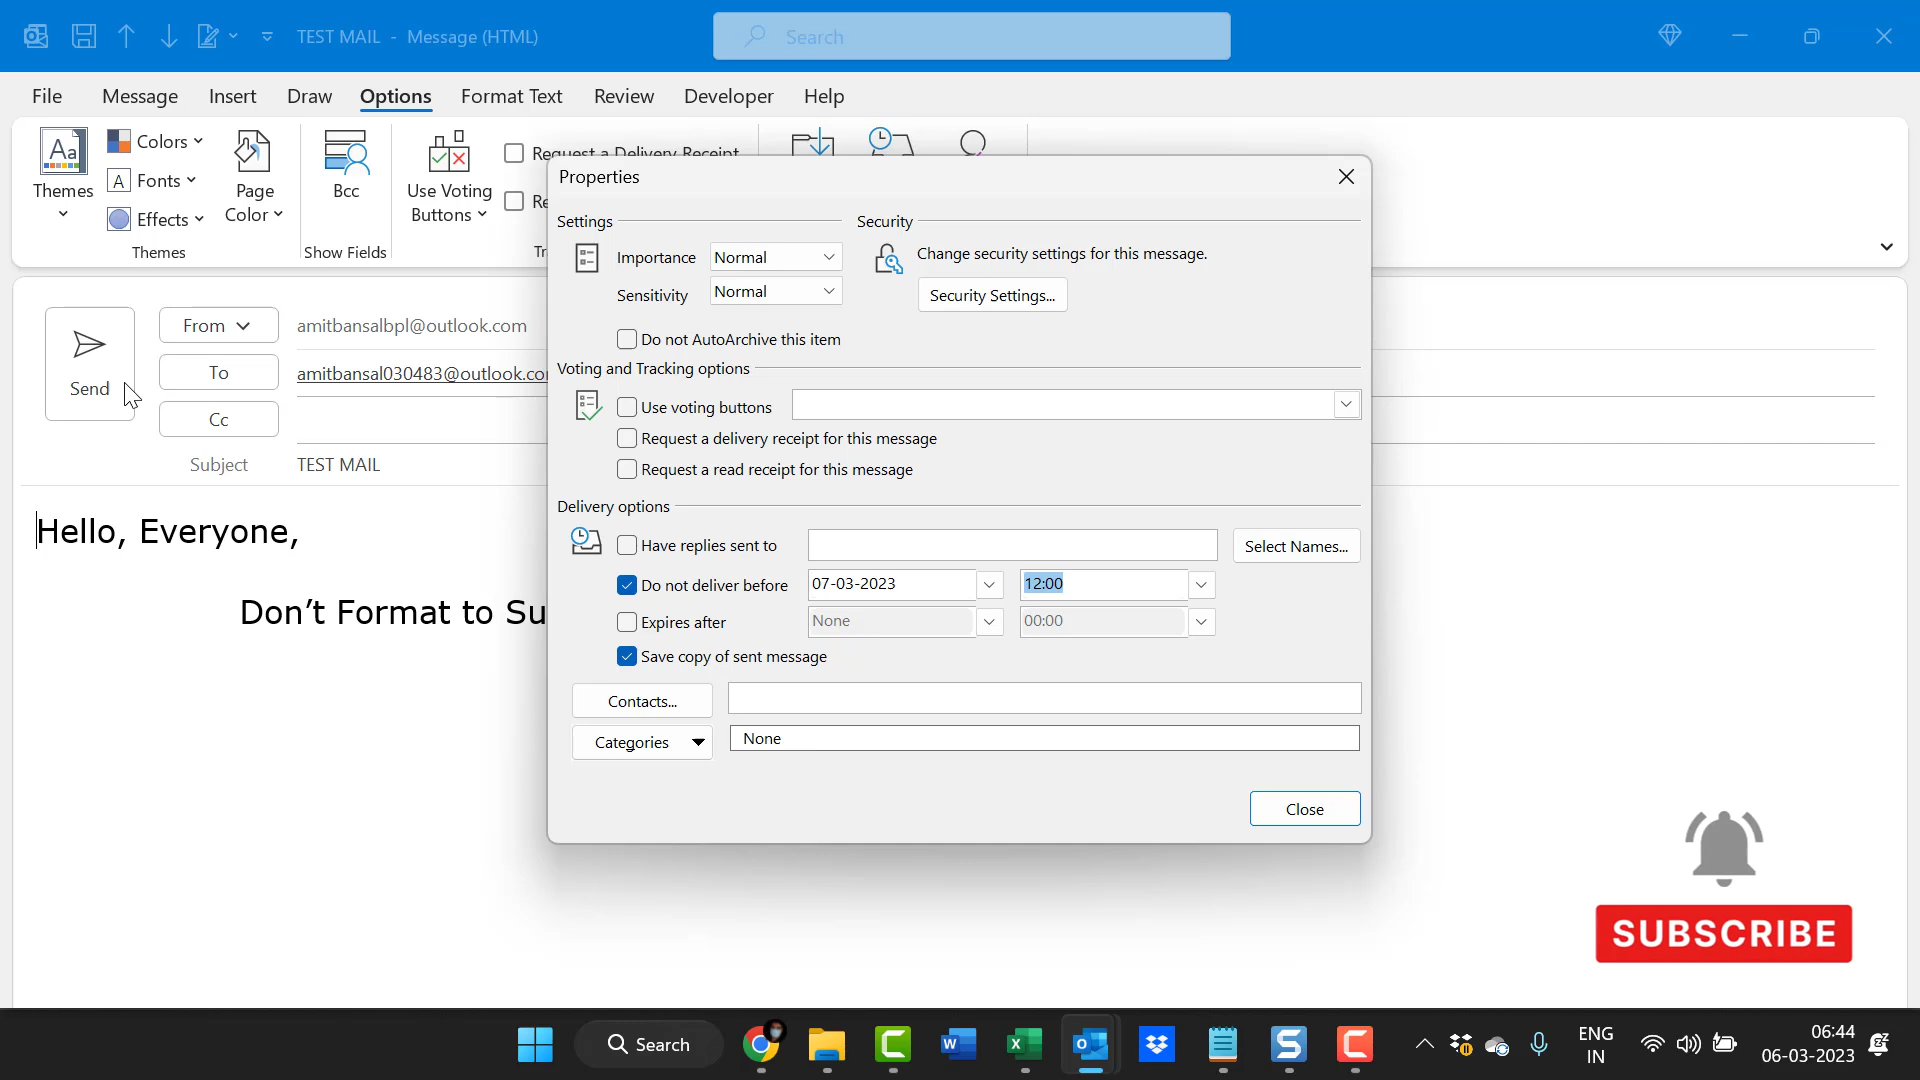 TEST MAIL - Message (HTML)
Search
File Message Insert Draw Options Format Text Review Developer Help
Themes
Colors
Fonts
Effects
Page Color
Themes
Bcc
Show Fields
Use Voting Buttons
Request a Delivery Receipt
Send
From
amitbansalbpl@outlook.com
To
Cc
Subject
TEST MAIL
Hello, Everyone,
Don’t Format to
Properties
Settings
Importance Normal
Sensitivity Normal
Do not AutoArchive this item
Security
Change security settings for this message.
Security Settings...
Voting and Tracking options
Use voting buttons
Request a delivery receipt for this message
Request a read receipt for this message
Delivery options
Have replies sent to
Select Names...
Do not deliver before 07-03-2023 12:00
Expires after None 00:00
Save copy of sent message
Contacts...
Categories None
Close
SUBSCRIBE
Search
ENG
IN
06:44
06-03-2023